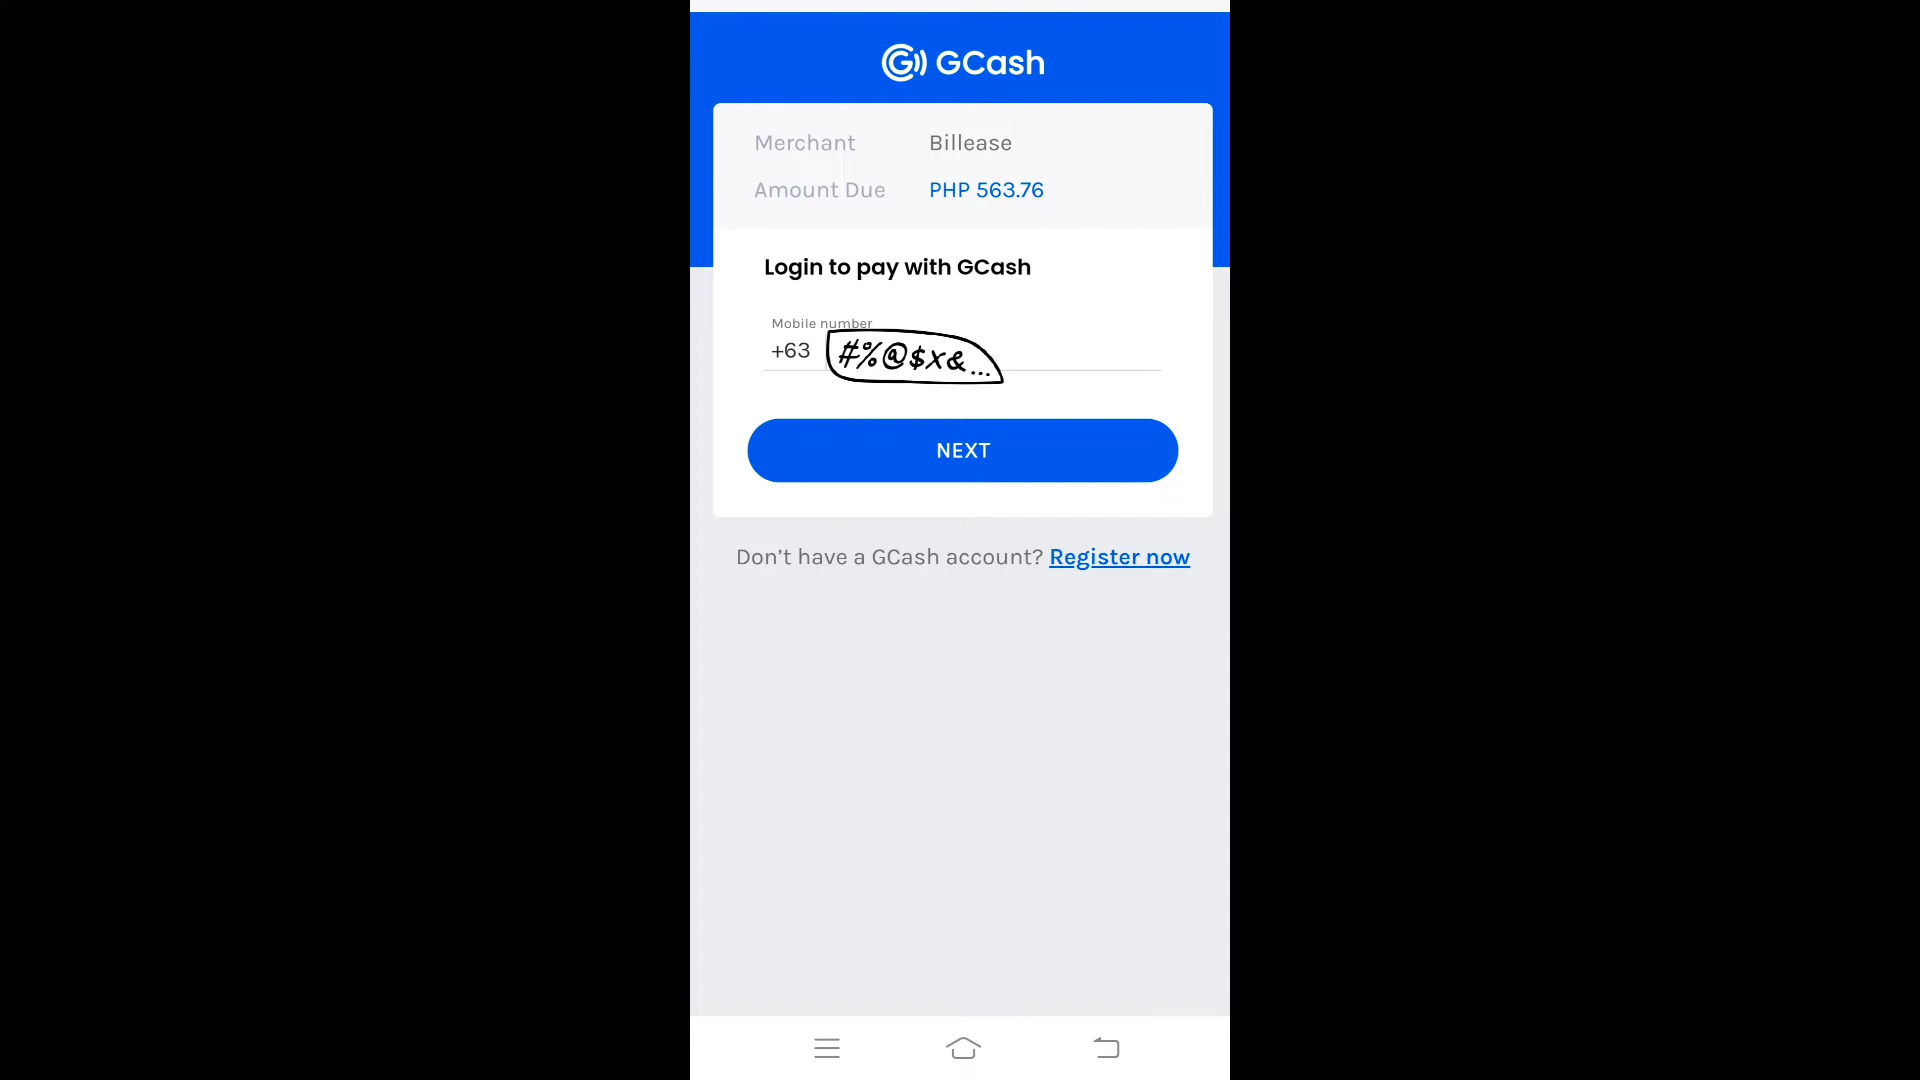 GCash
Merchant Billease
Amount Due PHP 563.76
Login to pay with GCash
Mobile number
+63 #%@$x&...
NEXT
Don’t have a GCash account? Register now